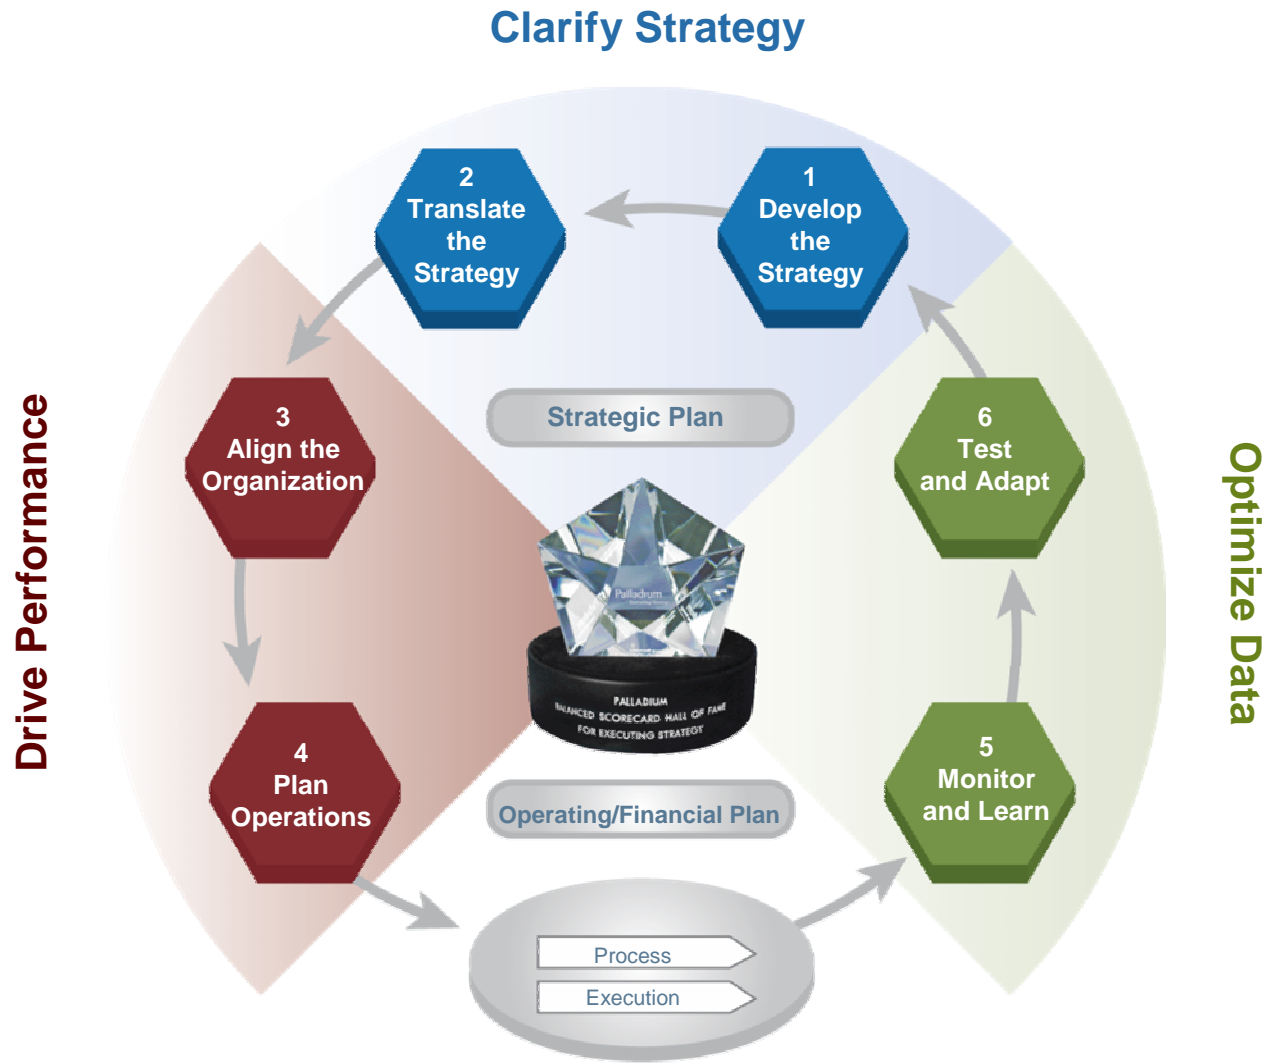 Clarify Strategy
2
Translate
the
Strategy
1
Develop
the
Strategy
3
Align the
Organization
Strategic Plan
6
Test
and Adapt
Drive Performance
Optimize Data
Palladium
PALLADIUM
BALANCED SCORECARD HALL OF FAME
FOR EXECUTING STRATEGY
4
Plan
Operations
Operating/Financial Plan
5
Monitor
and Learn
Process
Execution